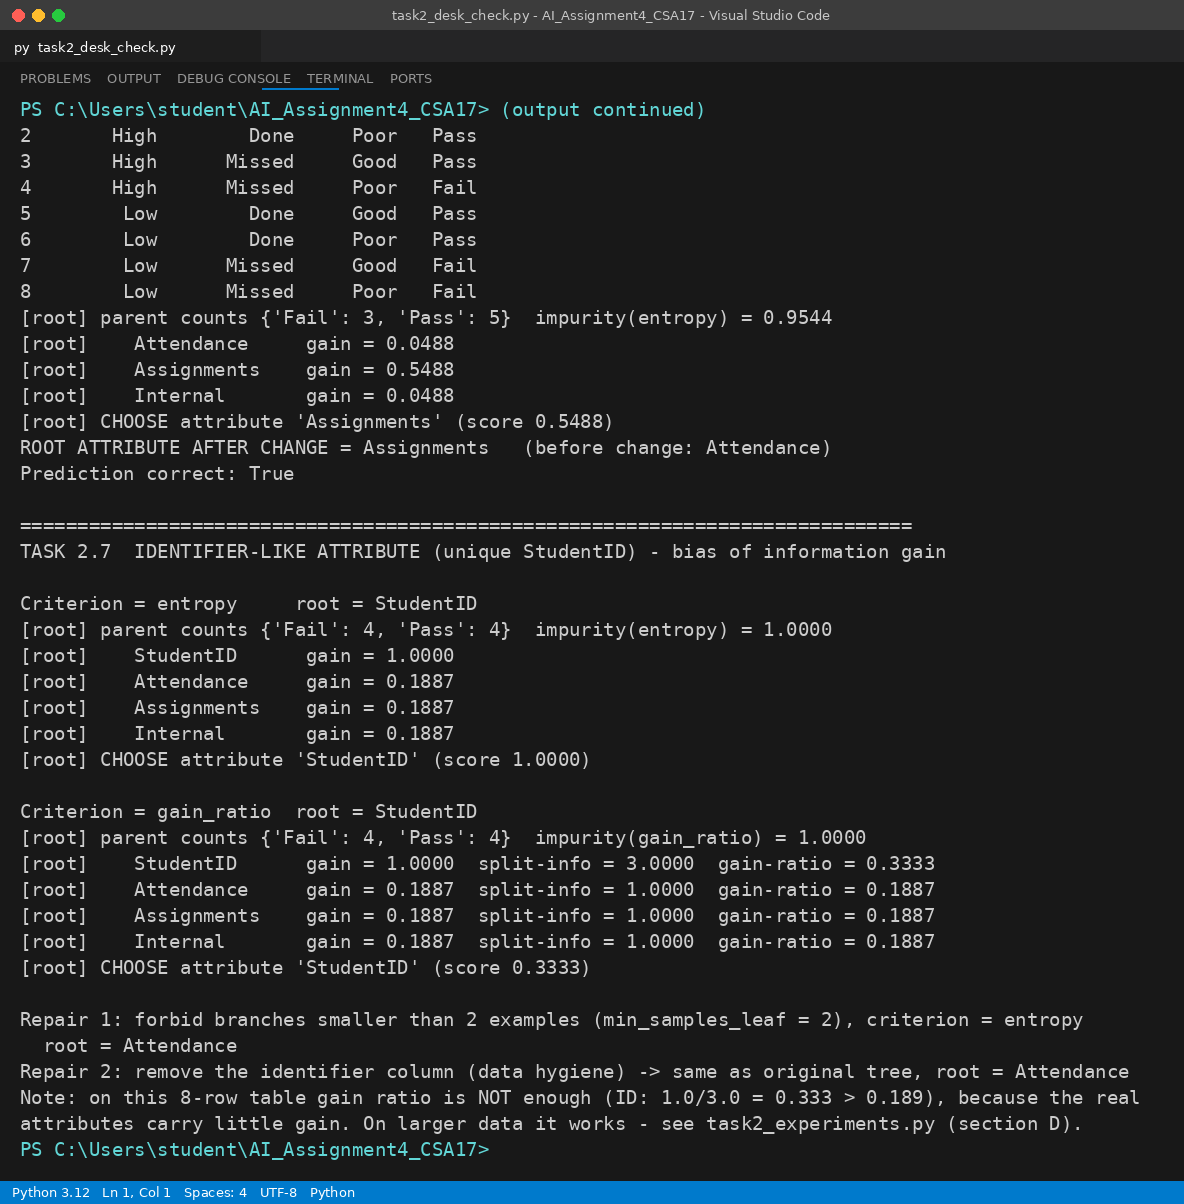 task2_desk_check.py - AI_Assignment4_CSA17 - Visual Studio Code
py  task2_desk_check.py
PROBLEMS    OUTPUT    DEBUG CONSOLE    TERMINAL    PORTS
PS C:\Users\student\AI_Assignment4_CSA17> (output continued)
2       High        Done     Poor   Pass
3       High      Missed     Good   Pass
4       High      Missed     Poor   Fail
5        Low        Done     Good   Pass
6        Low        Done     Poor   Pass
7        Low      Missed     Good   Fail
8        Low      Missed     Poor   Fail
[root] parent counts {'Fail': 3, 'Pass': 5}  impurity(entropy) = 0.9544
[root]    Attendance     gain = 0.0488
[root]    Assignments    gain = 0.5488
[root]    Internal       gain = 0.0488
[root] CHOOSE attribute 'Assignments' (score 0.5488)
ROOT ATTRIBUTE AFTER CHANGE = Assignments   (before change: Attendance)
Prediction correct: True
==============================================================================
TASK 2.7  IDENTIFIER-LIKE ATTRIBUTE (unique StudentID) - bias of information gain
Criterion = entropy     root = StudentID
[root] parent counts {'Fail': 4, 'Pass': 4}  impurity(entropy) = 1.0000
[root]    StudentID      gain = 1.0000
[root]    Attendance     gain = 0.1887
[root]    Assignments    gain = 0.1887
[root]    Internal       gain = 0.1887
[root] CHOOSE attribute 'StudentID' (score 1.0000)
Criterion = gain_ratio  root = StudentID
[root] parent counts {'Fail': 4, 'Pass': 4}  impurity(gain_ratio) = 1.0000
[root]    StudentID      gain = 1.0000  split-info = 3.0000  gain-ratio = 0.3333
[root]    Attendance     gain = 0.1887  split-info = 1.0000  gain-ratio = 0.1887
[root]    Assignments    gain = 0.1887  split-info = 1.0000  gain-ratio = 0.1887
[root]    Internal       gain = 0.1887  split-info = 1.0000  gain-ratio = 0.1887
[root] CHOOSE attribute 'StudentID' (score 0.3333)
Repair 1: forbid branches smaller than 2 examples (min_samples_leaf = 2), criterion = entropy
  root = Attendance
Repair 2: remove the identifier column (data hygiene) -> same as original tree, root = Attendance
Note: on this 8-row table gain ratio is NOT enough (ID: 1.0/3.0 = 0.333 > 0.189), because the real
attributes carry little gain. On larger data it works - see task2_experiments.py (section D).
PS C:\Users\student\AI_Assignment4_CSA17>
Python 3.12   Ln 1, Col 1   Spaces: 4   UTF-8   Python